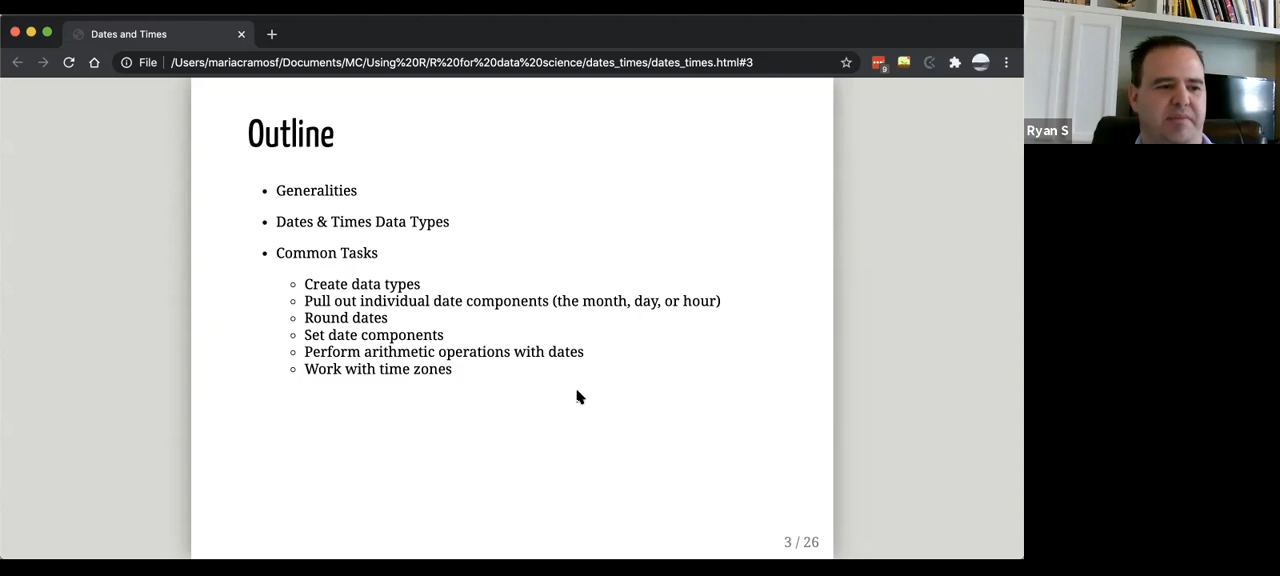 Dates and Times
File
/Users/mariacramosf/Documents/MC/Using%20R/R%20for%20data%20science/dates_times/dates_times.html#3
9
Ryan S
Outline
Generalities
Dates & Times Data Types
Common Tasks
Create data types
Pull out individual date components (the month, day, or hour)
Round dates
Set date components
Perform arithmetic operations with dates
Work with time zones
3 / 26